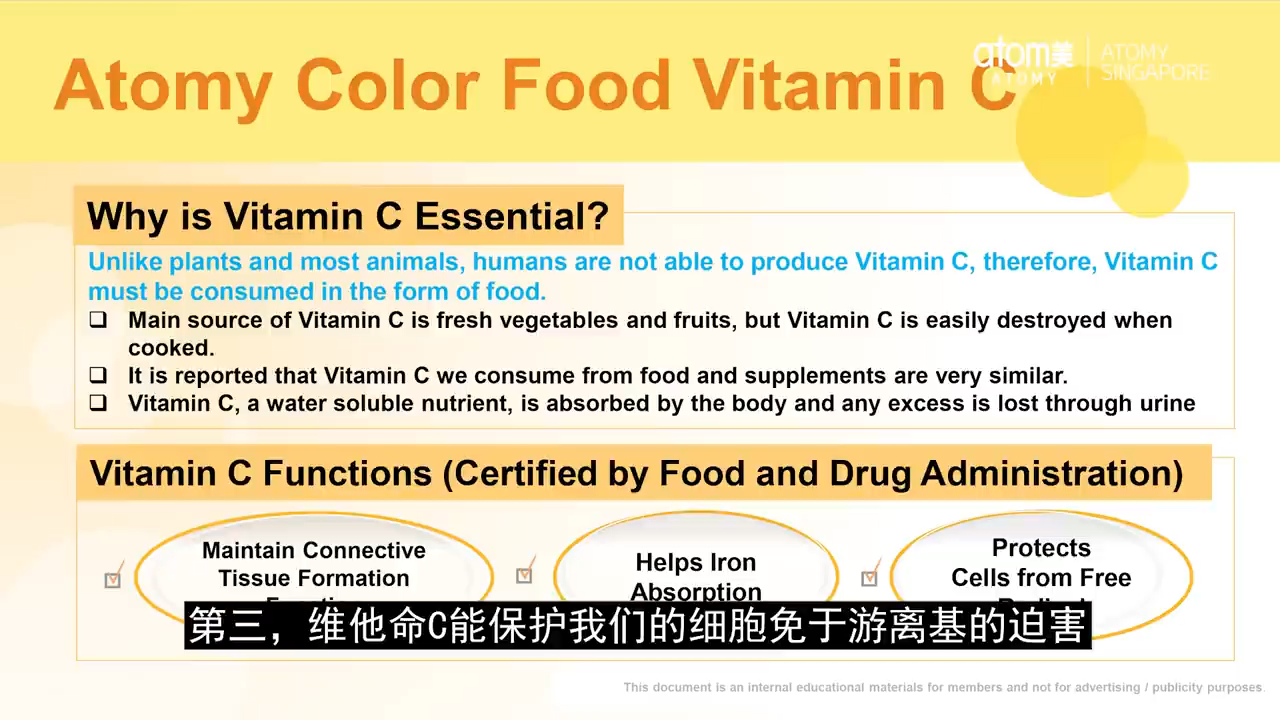 Atomy Color Food Vitamin C
atom美
ATOMY
ATOMY
SINGAPORE
Why is Vitamin C Essential?
Unlike plants and most animals, humans are not able to produce Vitamin C, therefore, Vitamin C
must be consumed in the form of food.
Main source of Vitamin C is fresh vegetables and fruits, but Vitamin C is easily destroyed when
cooked.
It is reported that Vitamin C we consume from food and supplements are very similar.
Vitamin C, a water soluble nutrient, is absorbed by the body and any excess is lost through urine
Vitamin C Functions (Certified by Food and Drug Administration)
Maintain Connective
Tissue Formation
Helps Iron
Absorption
Protects
Cells from Free
第三，维他命C能保护我们的细胞免于游离基的迫害
This document is an internal educational materials for members and not for advertising / publicity purposes.